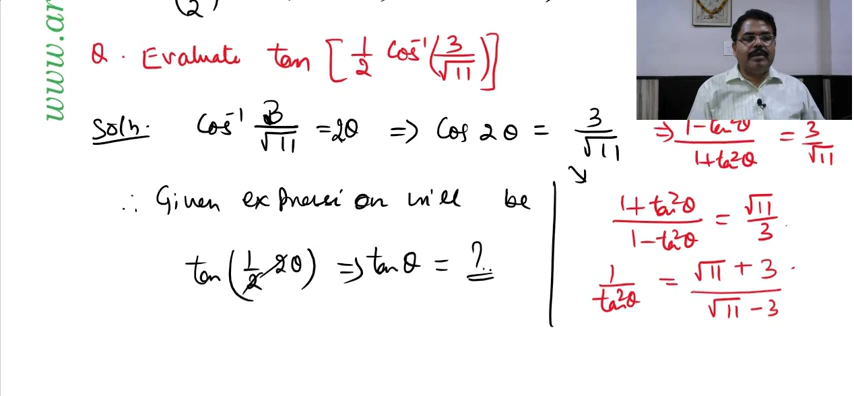 www.ar
(2
Q. Evaluate tan [1/2 cos⁻¹(3/√11)]
Soln: Cos⁻¹ 3/√11 = 2θ ⇒ Cos 2θ = 3/√11 ⇒ 1-tan²θ/1+tan²θ = 3/√11
∴ Given expression will be
tan(1/2 2θ) ⇒ tanθ = ?
1+tan²θ/1-tan²θ = √11/3
1/tan²θ = √11+3/√11-3